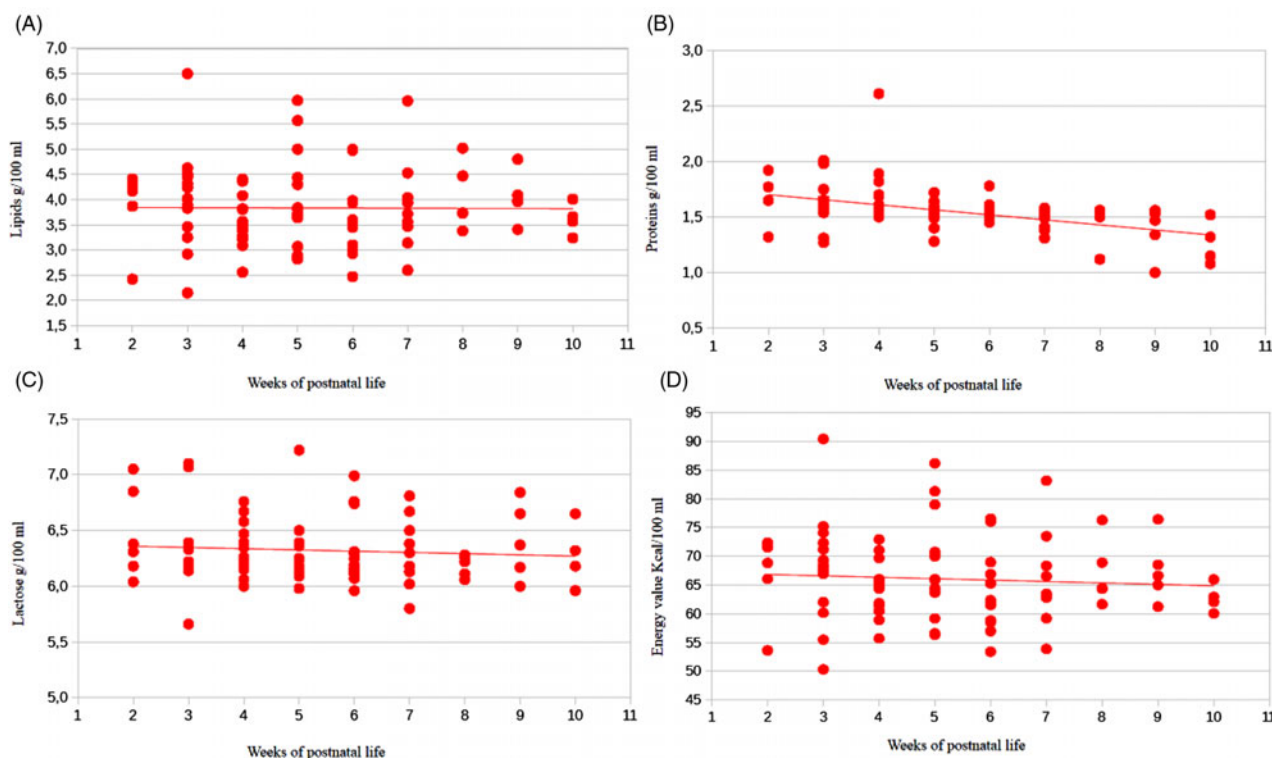 (A)
7,0
6,5
6,0
5,5
5,0
4,5
4,0
3,5
3,0
2,5
2,0
1,5
Lipids g/100 ml
1 2 3 4 5 6 7 8 9 10 11
Weeks of postnatal life
(B)
3,0
2,5
2,0
1,5
1,0
0,5
Proteins g/100 ml
1 2 3 4 5 6 7 8 9 10 11
Weeks of postnatal life
(C)
7,5
7,0
6,5
6,0
5,5
5,0
Lactose g/100 ml
1 2 3 4 5 6 7 8 9 10 11
Weeks of postnatal life
(D)
95
90
85
80
75
70
65
60
55
50
45
Energy value Kcal/100 ml
1 2 3 4 5 6 7 8 9 10 11
Weeks of postnatal life